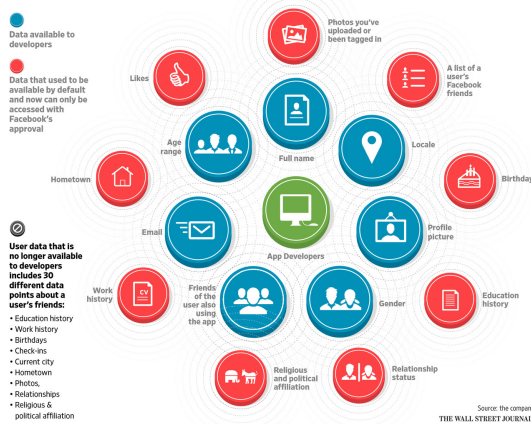 Data available to
developers
Data that used to be
available by default
and now can only be
accessed with
Facebook's
approval
Photos you've
uploaded or
been tagged in
Likes
A list of a
user's
Facebook
friends
Age
range
Full name
Locale
Hometown
Birthday
Email
App Developers
Profile
picture
Work
history
CV
Friends
of the
user also
using
the app
Gender
Education
history
Religious
and political
affiliation
Relationship
status
User data that is
no longer available
to developers
includes 30
different data
points about a
user's friends:
• Education history
• Work history
• Birthdays
• Check-ins
• Current city
• Hometown
• Photos,
• Relationships
• Religious &
political affiliation
Source: the compan
THE WALL STREET JOURNAL